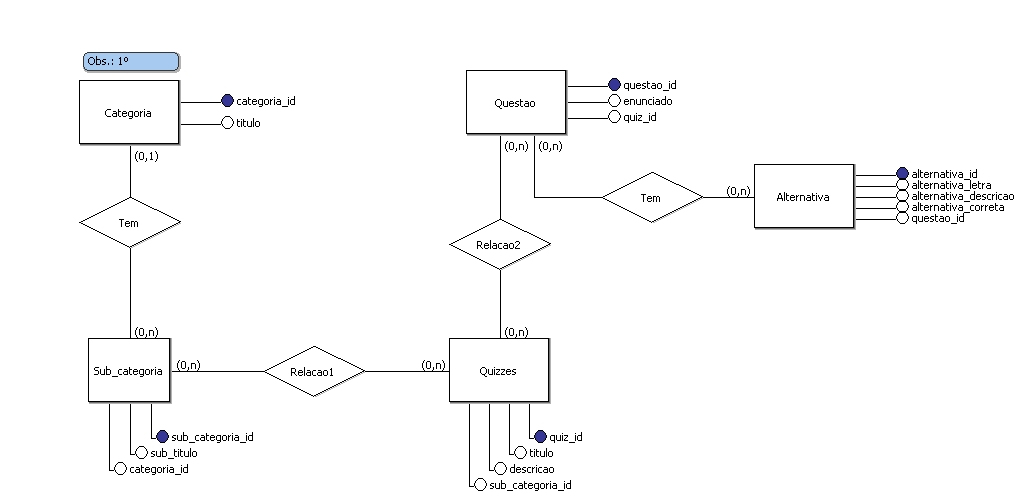 Obs.: 1º
Categoria
categoria_id
titulo
(0,1)
Tem
(0,n)
Sub_categoria
(0,n)
sub_categoria_id
sub_titulo
categoria_id
Relacao1
(0,n)
Quizzes
(0,n)
quiz_id
titulo
descricao
sub_categoria_id
Relacao2
Questao
questao_id
enunciado
quiz_id
(0,n)
(0,n)
Tem
(0,n)
Alternativa
alternativa_id
alternativa_letra
alternativa_descricao
alternativa_correta
questao_id